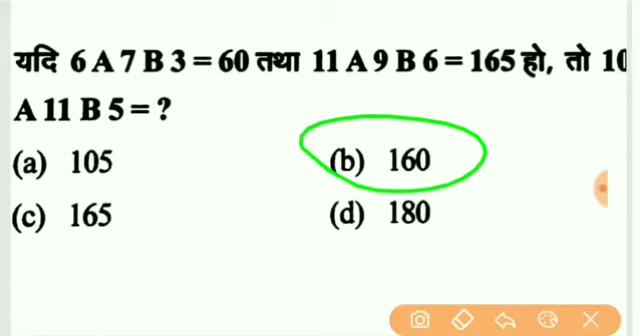 यदि 6 A 7 B 3 = 60 तथा 11 A 9 B 6 = 165 हो, तो 10
A 11 B 5 = ?
(a) 105 (b) 160
(c) 165 (d) 180